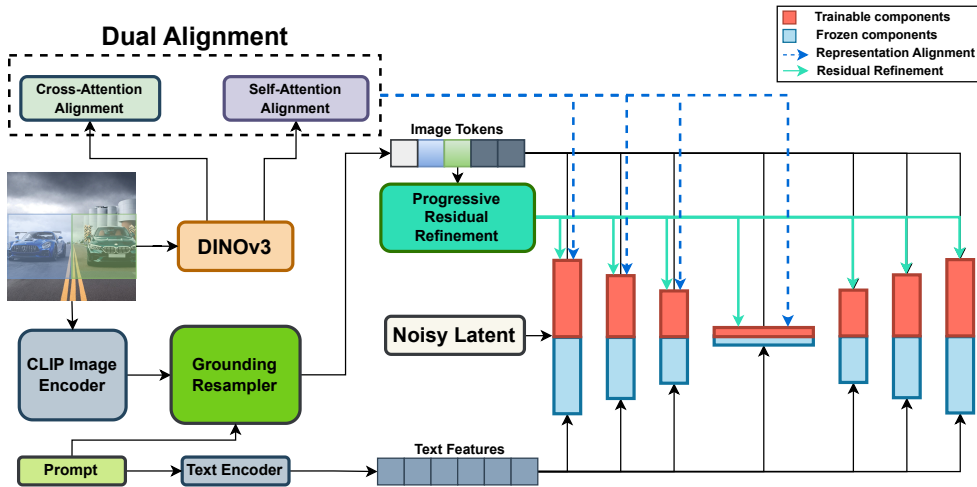 Dual Alignment
Cross-Attention
Alignment
Self-Attention
Alignment
Trainable components
Frozen components
Representation Alignment
Residual Refinement
Image Tokens
Progressive
Residual
Refinement
DINOv3
Noisy Latent
CLIP Image
Encoder
Grounding
Resampler
Text Features
Prompt
Text Encoder